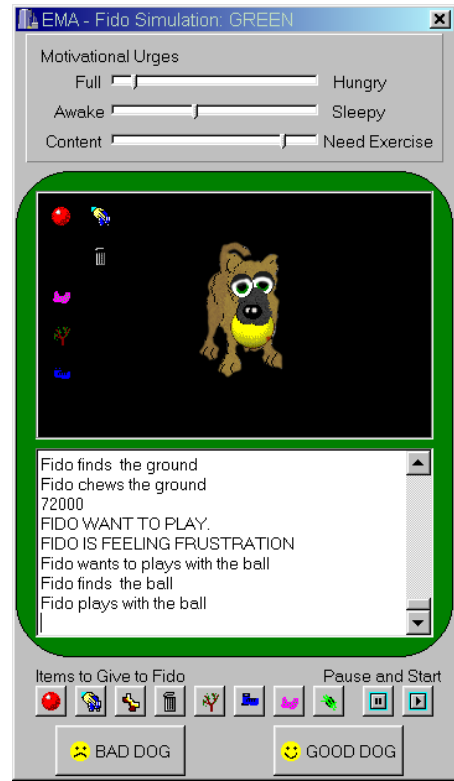 EMA - Fido Simulation: GREEN
Motivational Urges
Full Hungry
Awake Sleepy
Content Need Exercise
Fido finds the ground
Fido chews the ground
72000
FIDO WANT TO PLAY.
FIDO IS FEELING FRUSTRATION
Fido wants to plays with the ball
Fido finds the ball
Fido plays with the ball
Items to Give to Fido Pause and Start
BAD DOG GOOD DOG